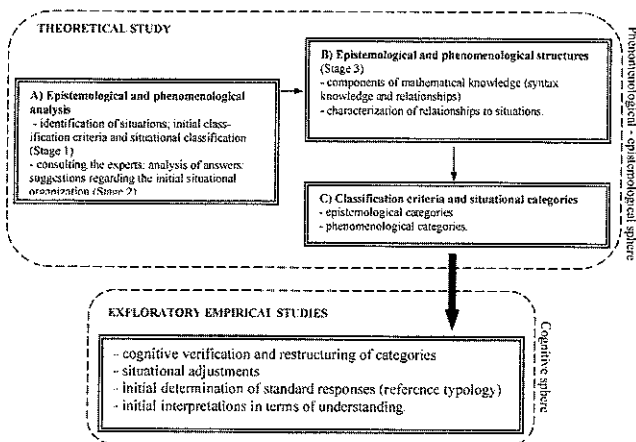 THEORETICAL STUDY
A) Epistemological and phenomenological
analysis
- identification of situations; initial class-
ification criteria and situational classification
(Stage 1)
- consulting the experts: analysis of answers:
suggestions regarding the initial situational
organization (Stage 2)
B) Epistemological and phenomenological structures
(Stage 3)
- components of mathematical knowledge (syntax
knowledge and relationships)
- characterization of relationships to situations.
C) Classification criteria and situational categories
- epistemological categories
- phenomenological categories.
Phenomenological - epistemological sphere
EXPLORATORY EMPIRICAL STUDIES
- cognitive verification and restructuring of categories
- situational adjustments
- initial determination of standard responses (reference typology)
- initial interpretations in terms of understanding.
Cognitive sphere